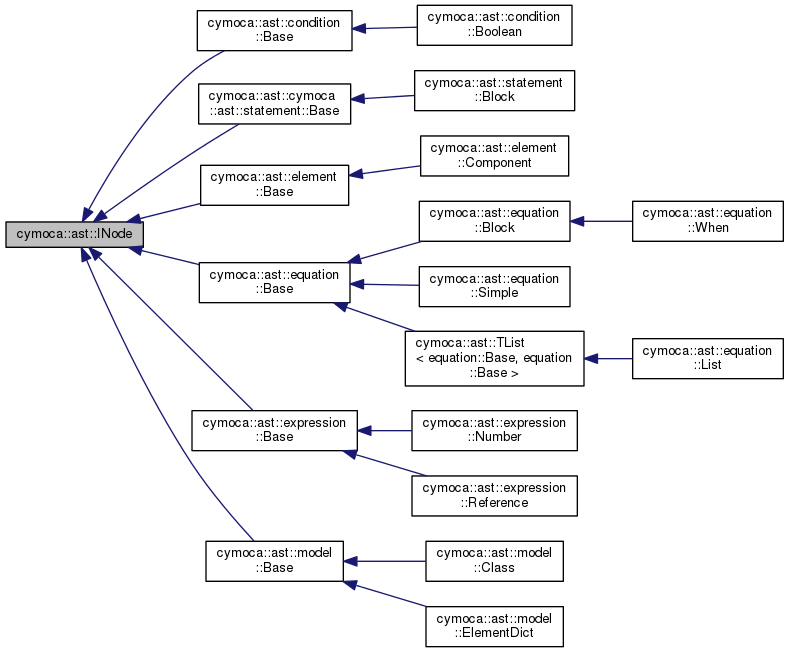 cymoca::ast::condition
::Base
cymoca::ast::condition
::Boolean
cymoca::ast::cymoca
::ast::statement::Base
cymoca::ast::statement
::Block
cymoca::ast::element
::Base
cymoca::ast::element
::Component
cymoca::ast::INode
cymoca::ast::equation
::Base
cymoca::ast::equation
::Block
cymoca::ast::equation
::When
cymoca::ast::equation
::Simple
cymoca::ast::TList
< equation::Base, equation
::Base >
cymoca::ast::equation
::List
cymoca::ast::expression
::Base
cymoca::ast::expression
::Number
cymoca::ast::expression
::Reference
cymoca::ast::model
::Base
cymoca::ast::model
::Class
cymoca::ast::model
::ElementDict